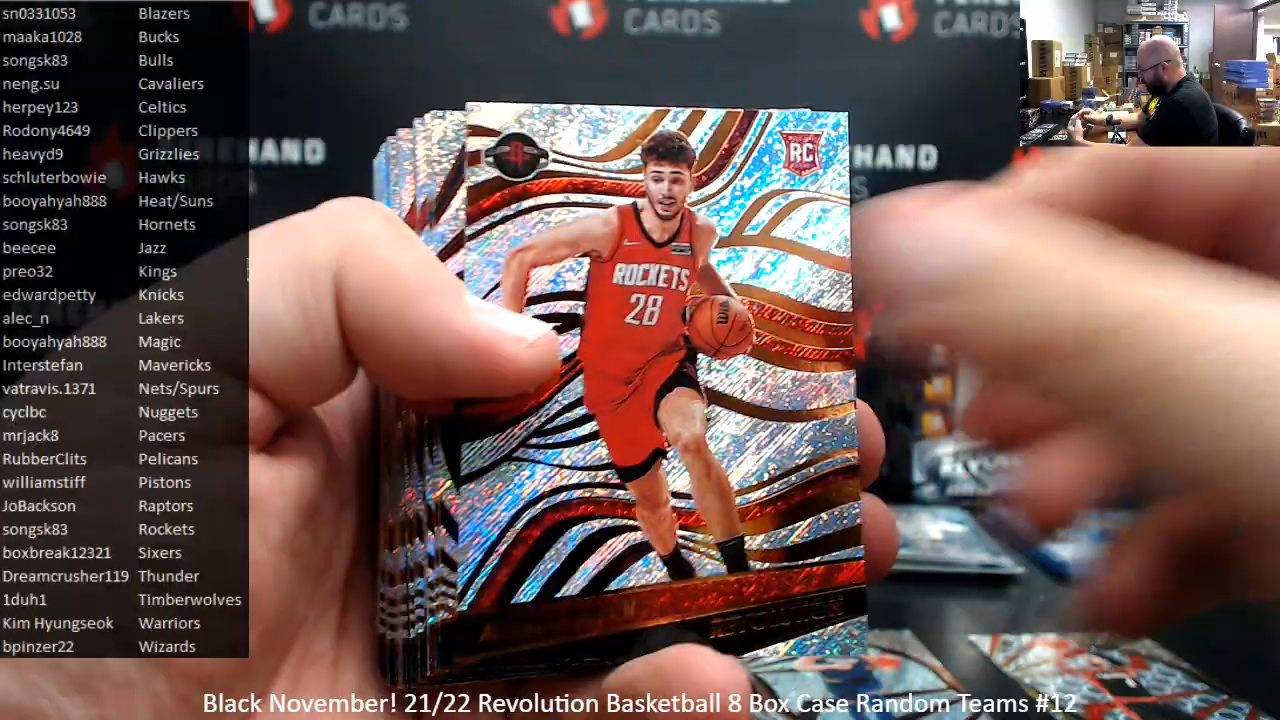 sn0331053 Blazers
maaka1028 Bucks
songsk83 Bulls
neng.su Cavaliers
herpey123 Celtics
Rodony4649 Clippers
heavyd9 Grizzlies
schluterbowie Hawks
booyahyah888 Heat/Suns
songsk83 Hornets
beecee Jazz
preo32 Kings
edwardpetty Knicks
alec_n Lakers
booyahyah888 Magic
Interstefan Mavericks
vatravis.1371 Nets/Spurs
cyclbc Nuggets
mrjack8 Pacers
RubberClits Pelicans
williamstiff Pistons
JoBackson Raptors
songsk83 Rockets
boxbreak12321 Sixers
Dreamcrusher119 Thunder
1duh1 Timberwolves
Kim Hyungseok Warriors
bpinzer22 Wizards
CARDS
CARDS
CARDS
RC
ROCKETS
28
Black November! 21/22 Revolution Basketball 8 Box Case Random Teams #12